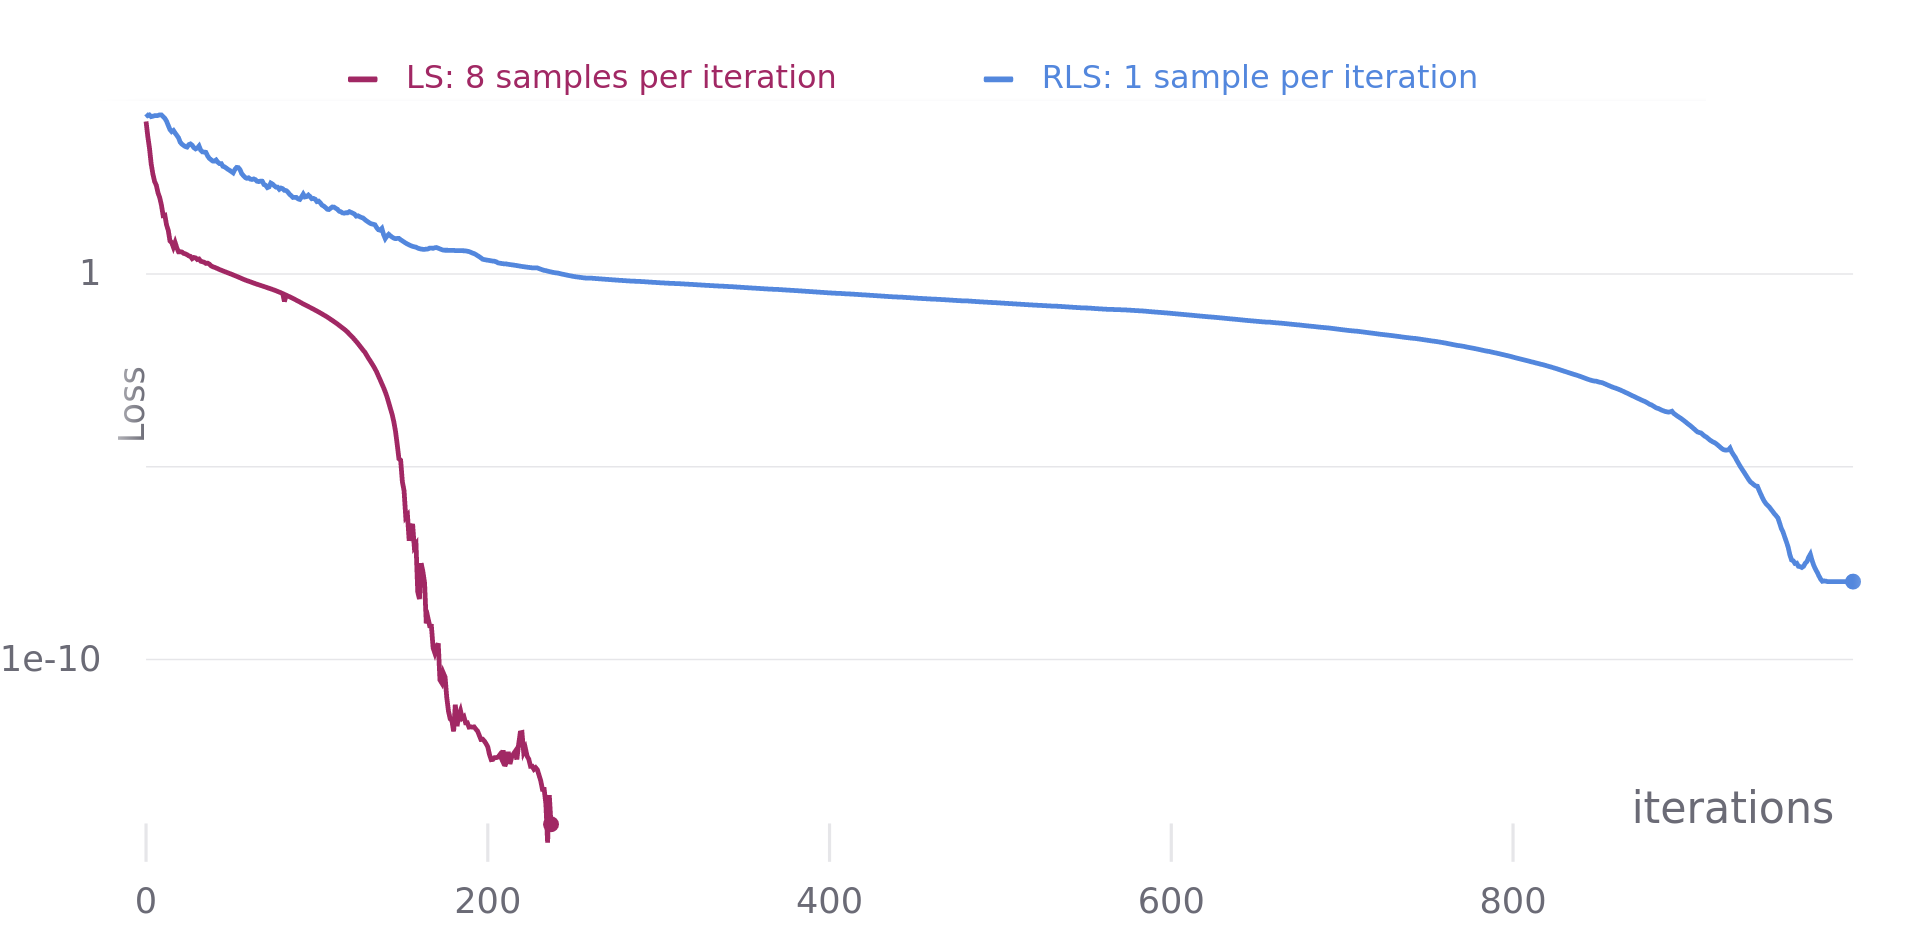 LS: 8 samples per iteration
RLS: 1 sample per iteration
1
Loss
1e-10
iterations
0
200
400
600
800